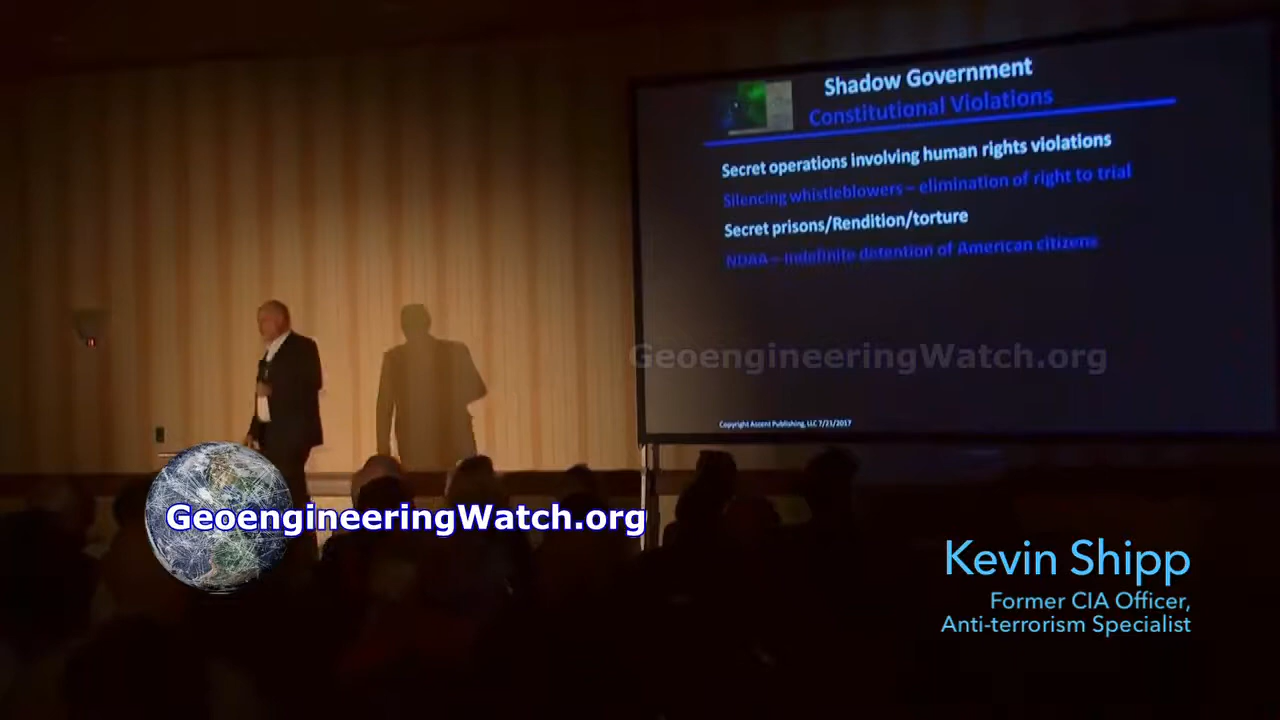 Shadow Government
Constitutional Violations
Secret operations involving human rights violations
Silencing whistleblowers – elimination of right to trial
Secret prisons/Rendition/torture
NDAA – Indefinite detention of American citizens
GeoengineeringWatch.org
Copyright Ascent Publishing, LLC 7/21/2017
GeoengineeringWatch.org
Kevin Shipp
Former CIA Officer,
Anti-terrorism Specialist